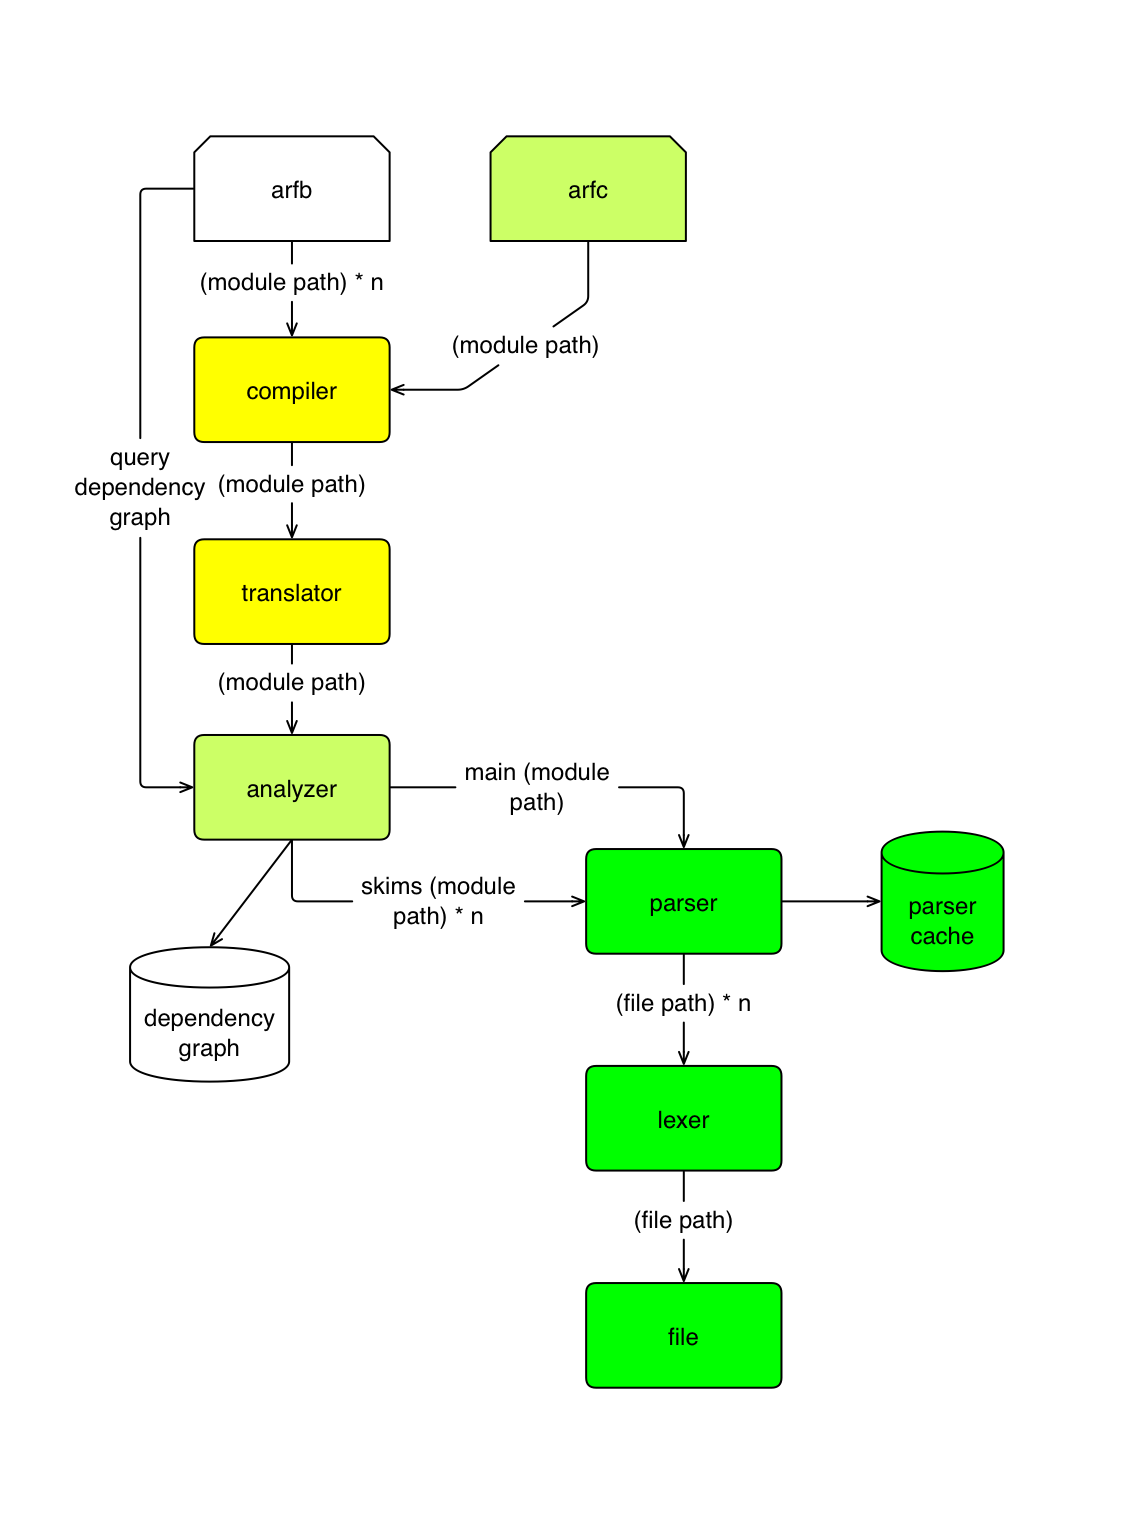 arfb
arfc
(module path) * n
(module path)
compiler
query
dependency
graph
(module path)
translator
(module path)
analyzer
main (module
path)
skims (module
path) * n
parser
parser
cache
dependency
graph
(file path) * n
lexer
(file path)
file